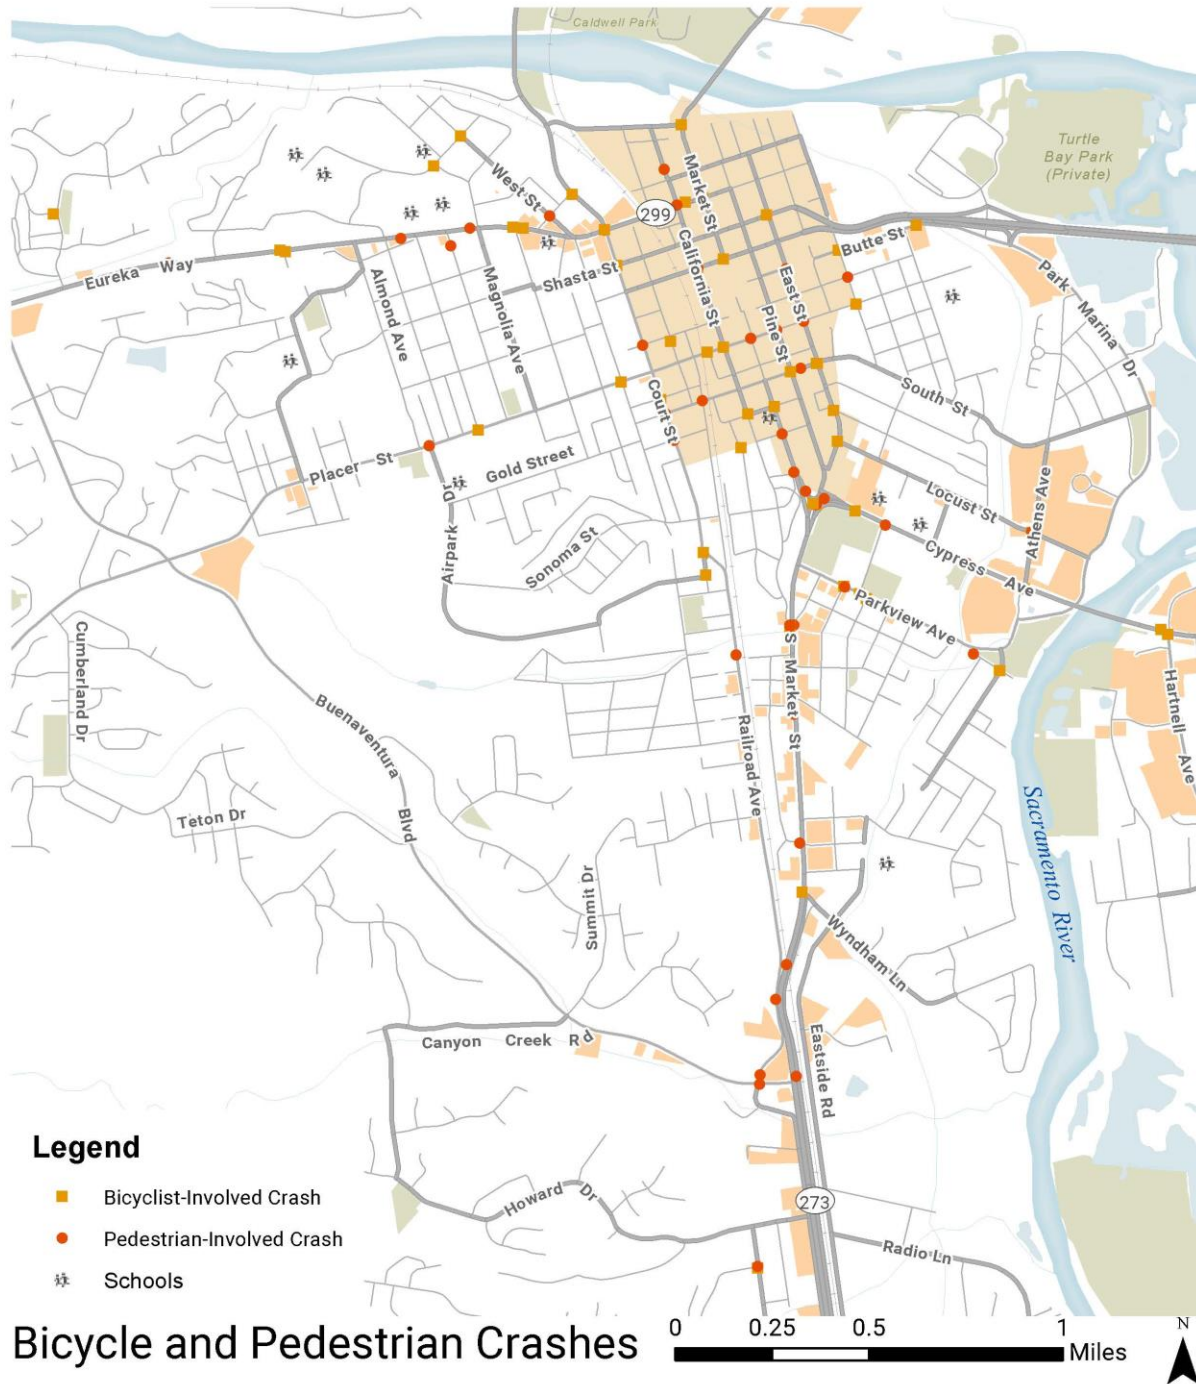 Caldwell Park
Turtle
Bay Park
(Private)
West St
Market St
299
California St
Butte St
Eureka Way
Shasta St
East St
Pine St
Park Marina Dr
Almond Ave
Magnolia Ave
South St
Court St
Placer St
Gold Street
Locust St
Athens Ave
Airpark Dr
Sonoma St
Cypress Ave
Parkview Ave
Cumberland Dr
S Market St
Hartnell Ave
Buenaventura Blvd
Railroad Ave
Teton Dr
Sacramento River
Summit Dr
Wyndham Ln
Canyon Creek Rd
Eastside Rd
Legend
Bicyclist-Involved Crash
Pedestrian-Involved Crash
Schools
Howard Dr
273
Radio Ln
Bicycle and Pedestrian Crashes
0 0.25 0.5 1
Miles
N